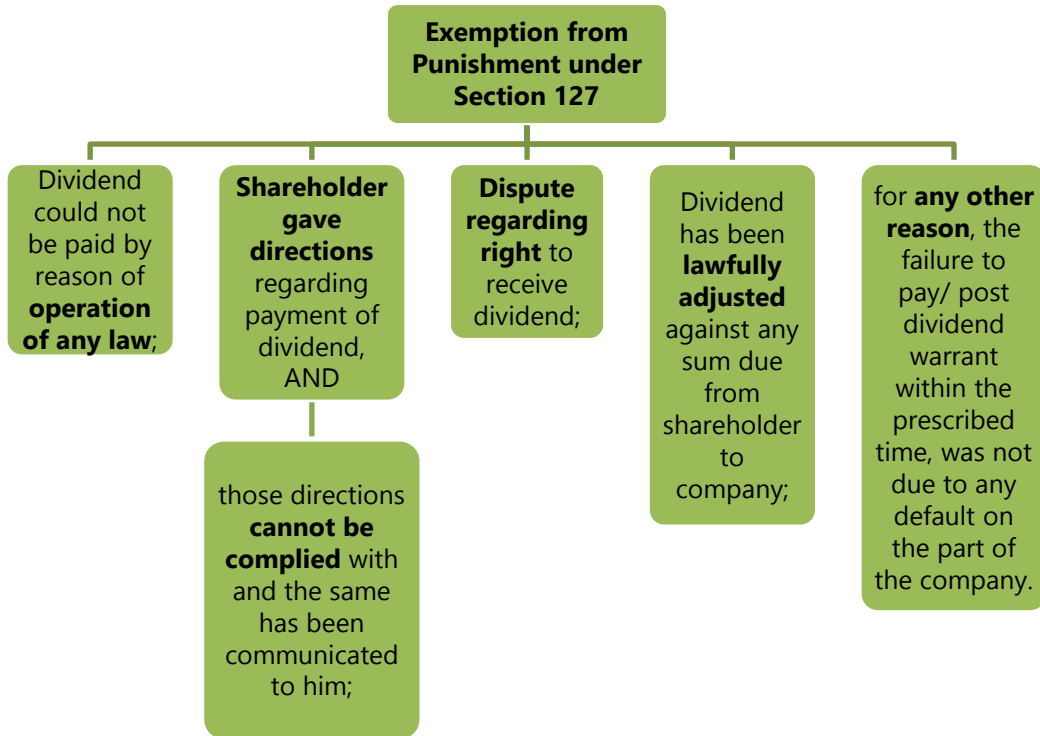 Exemption from
Punishment under
Section 127
Dividend
could not
be paid by
reason of
operation
of any law;
Shareholder
gave
directions
regarding
payment of
dividend,
AND
those directions
cannot be
complied with
and the same
has been
communicated
to him;
Dispute
regarding
right to
receive
dividend;
Dividend
has been
lawfully
adjusted
against any
sum due
from
shareholder
to
company;
for any other
reason, the
failure to
pay/ post
dividend
warrant
within the
prescribed
time, was not
due to any
default on
the part of
the company.